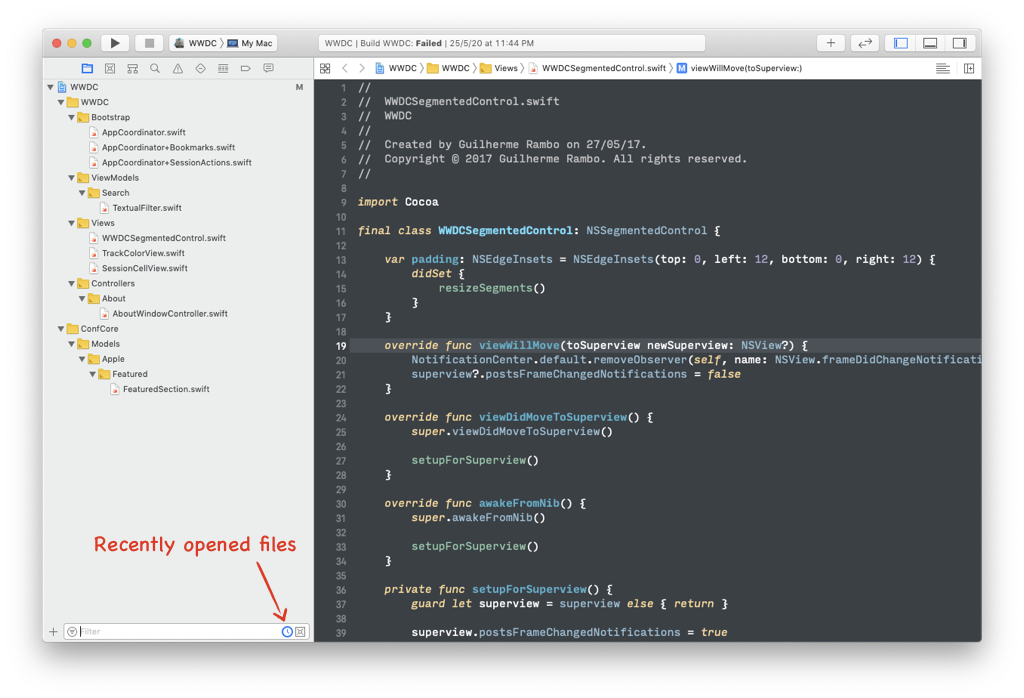 WWDC 〉 My Mac
WWDC | Build WWDC: Failed | 25/5/20 at 11:44 PM
WWDC 〉 WWDC 〉 Views 〉 WWDCSegmentedControl.swift 〉 M viewWillMove(toSuperview:)
WWDC M
WWDC
Bootstrap
AppCoordinator.swift
AppCoordinator+Bookmarks.swift
AppCoordinator+SessionActions.swift
ViewModels
Search
TextualFilter.swift
Views
WWDCSegmentedControl.swift
TrackColorView.swift
SessionCellView.swift
Controllers
About
AboutWindowController.swift
ConfCore
Models
Apple
Featured
FeaturedSection.swift
Recently opened files
Filter
1 //
2 //  WWDCSegmentedControl.swift
3 //  WWDC
4 //
5 //  Created by Guilherme Rambo on 27/05/17.
6 //  Copyright © 2017 Guilherme Rambo. All rights reserved.
7 //
8
9 import Cocoa
10
11 final class WWDCSegmentedControl: NSSegmentedControl {
12
13     var padding: NSEdgeInsets = NSEdgeInsets(top: 0, left: 12, bottom: 0, right: 12) {
14         didSet {
15             resizeSegments()
16         }
17     }
18
19     override func viewWillMove(toSuperview newSuperview: NSView?) {
20         NotificationCenter.default.removeObserver(self, name: NSView.frameDidChangeNotificati
21         superview?.postsFrameChangedNotifications = false
22     }
23
24     override func viewDidMoveToSuperview() {
25         super.viewDidMoveToSuperview()
26
27         setupForSuperview()
28     }
29
30     override func awakeFromNib() {
31         super.awakeFromNib()
32
33         setupForSuperview()
34     }
35
36     private func setupForSuperview() {
37         guard let superview = superview else { return }
38
39         superview.postsFrameChangedNotifications = true